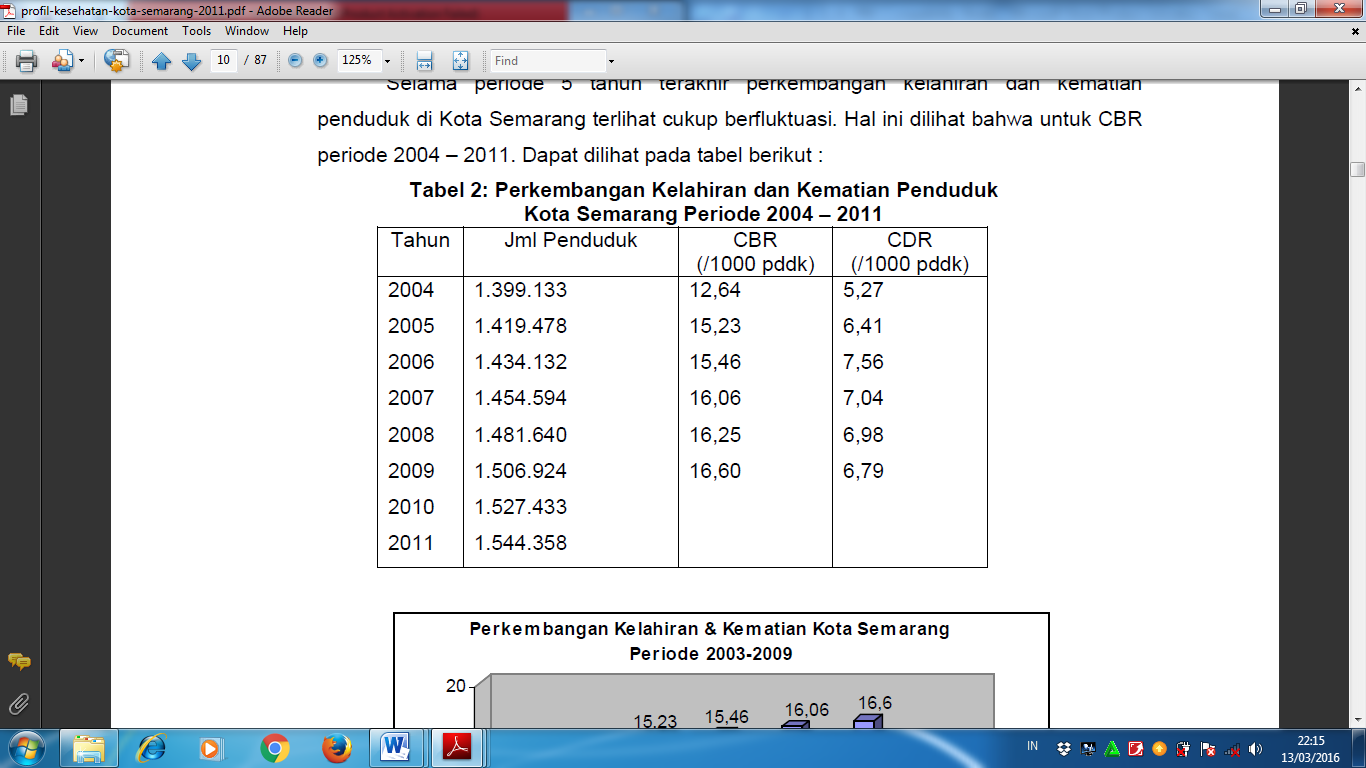 profil-kesehatan-kota-semarang-2011.pdf - Adobe Reader
File Edit View Document Tools Window Help
10 / 87 125% Find
Selama periode 5 tahun terakhir perkembangan kelahiran dan kematian
penduduk di Kota Semarang terlihat cukup berfluktuasi. Hal ini dilihat bahwa untuk CBR
periode 2004 – 2011. Dapat dilihat pada tabel berikut :
Tabel 2: Perkembangan Kelahiran dan Kematian Penduduk
Kota Semarang Periode 2004 – 2011
Tahun Jml Penduduk CBR CDR
(/1000 pddk) (/1000 pddk)
2004 1.399.133 12,64 5,27
2005 1.419.478 15,23 6,41
2006 1.434.132 15,46 7,56
2007 1.454.594 16,06 7,04
2008 1.481.640 16,25 6,98
2009 1.506.924 16,60 6,79
2010 1.527.433
2011 1.544.358
Perkembangan Kelahiran & Kematian Kota Semarang
Periode 2003-2009
20
15,23 15,46 16,06 16,6
IN 22:15
13/03/2016